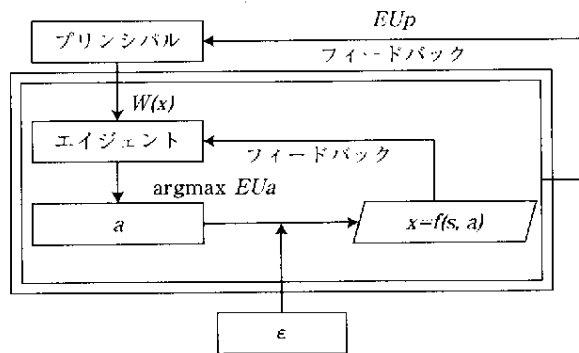 EUp
プリンシパル
フィードバック
W(x)
エイジェント
フィードバック
argmax EUa
a
x=f(s, a)
ε